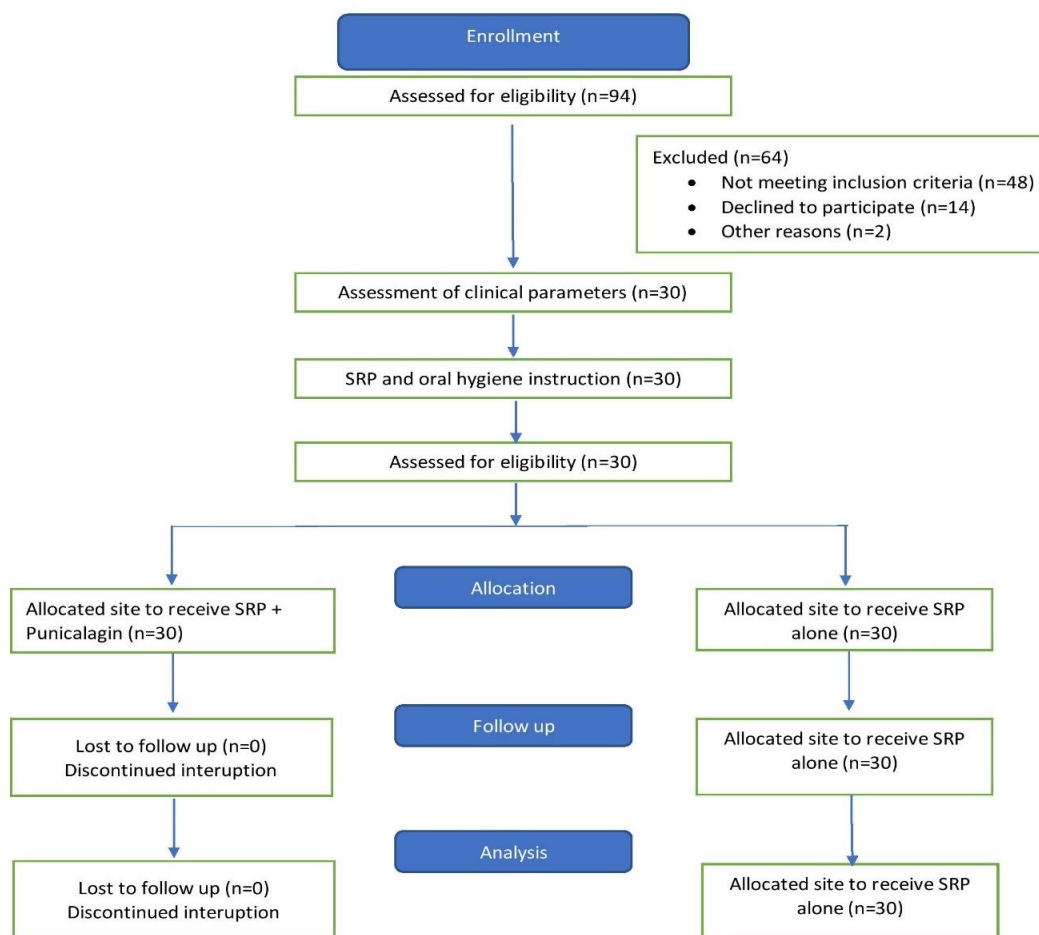 Enrollment
Assessed for eligibility (n=94)
Excluded (n=64)
• Not meeting inclusion criteria (n=48)
• Declined to participate (n=14)
• Other reasons (n=2)
Assessment of clinical parameters (n=30)
SRP and oral hygiene instruction (n=30)
Assessed for eligibility (n=30)
Allocation
Allocated site to receive SRP +
Punicalagin (n=30)
Allocated site to receive SRP
alone (n=30)
Follow up
Lost to follow up (n=0)
Discontinued interuption
Allocated site to receive SRP
alone (n=30)
Analysis
Lost to follow up (n=0)
Discontinued interuption
Allocated site to receive SRP
alone (n=30)